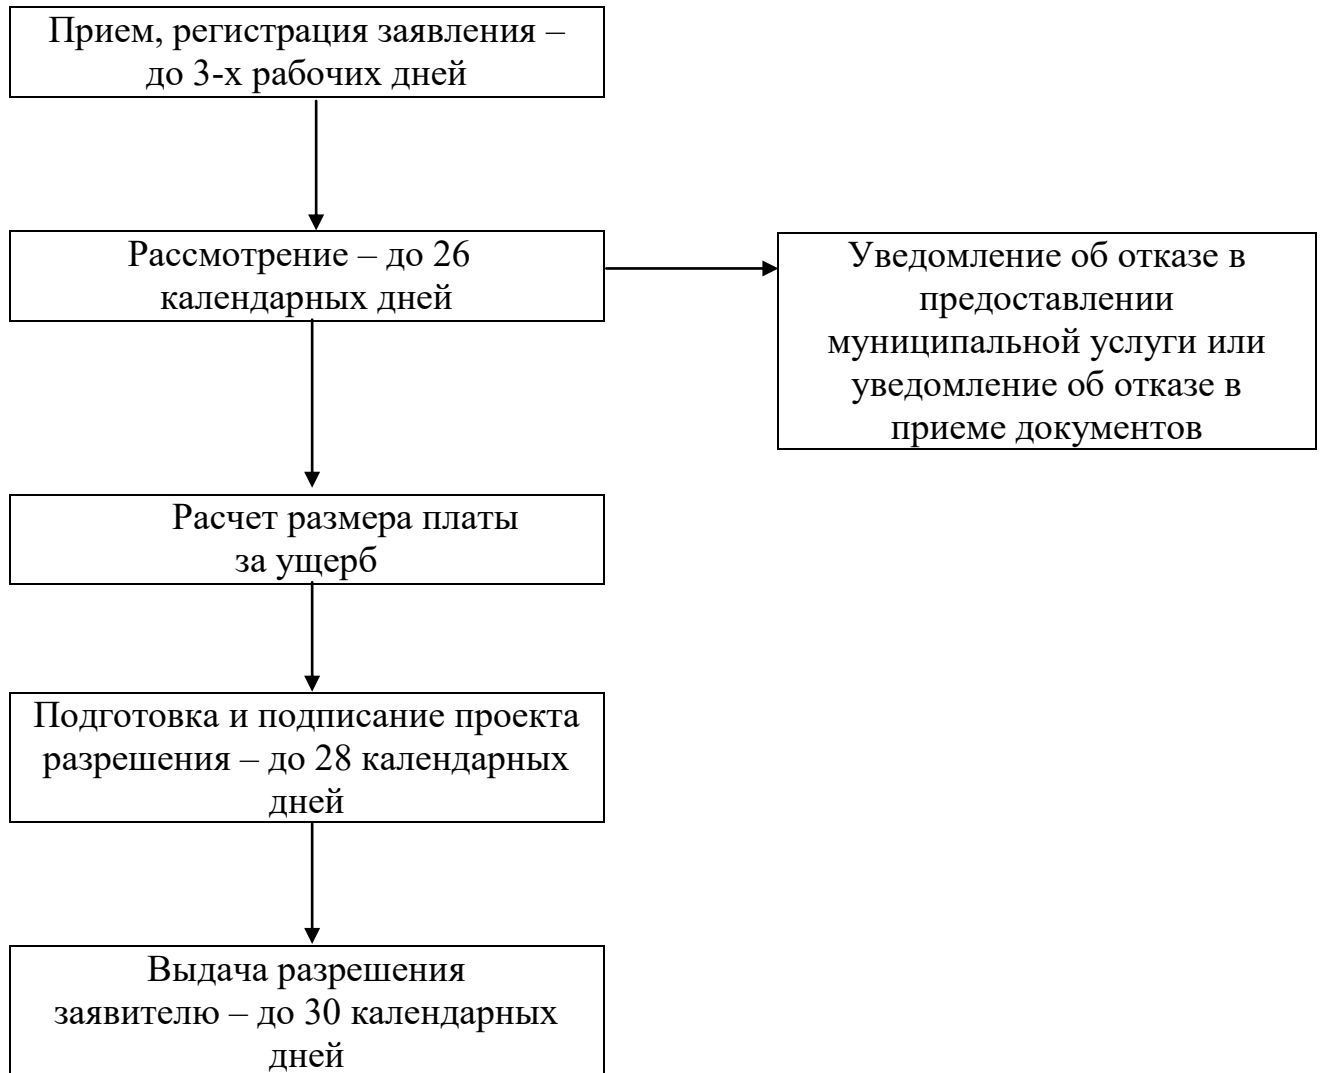 Прием, регистрация заявления –
до 3-х рабочих дней
Рассмотрение – до 26
календарных дней
Уведомление об отказе в
предоставлении
муниципальной услуги или
уведомление об отказе в
приеме документов
Расчет размера платы
за ущерб
Подготовка и подписание проекта
разрешения – до 28 календарных
дней
Выдача разрешения
заявителю – до 30 календарных
дней